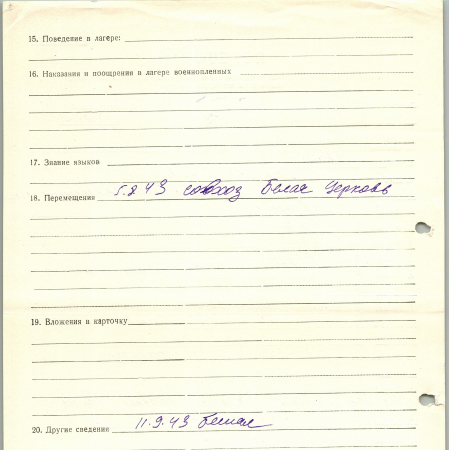 15. Поведение в лагере:
16. Наказания и поощрения в лагере военнопленных
17. Знание языков
18. Перемещения 5.8 43 совхоз Белая Церковь
19. Вложения в карточку
20. Другие сведения 11.9.43 бежал